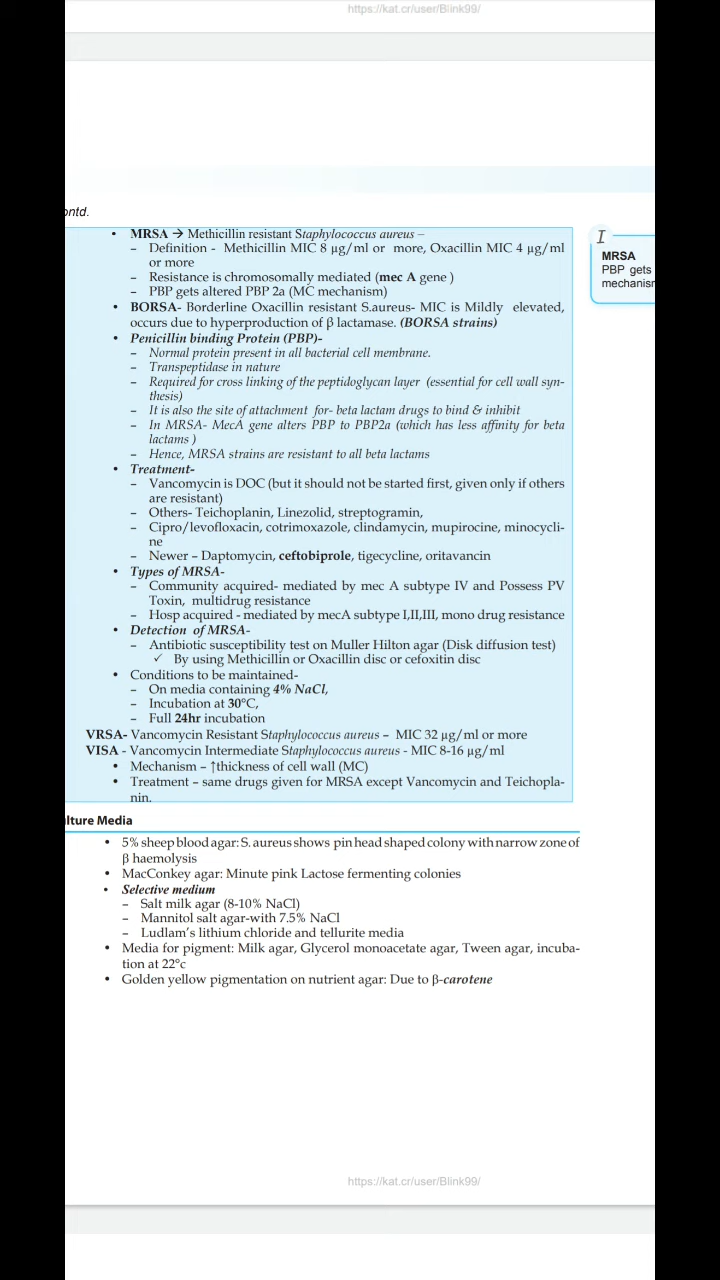 https://kat.cr/user/Blink99/
ontd.
• MRSA → Methicillin resistant Staphylococcus aureus –
– Definition - Methicillin MIC 8 µg/ml or more, Oxacillin MIC 4 µg/ml
or more
– Resistance is chromosomally mediated (mec A gene )
– PBP gets altered PBP 2a (MC mechanism)
• BORSA- Borderline Oxacillin resistant S.aureus- MIC is Mildly elevated,
occurs due to hyperproduction of β lactamase. (BORSA strains)
• Penicillin binding Protein (PBP)-
– Normal protein present in all bacterial cell membrane.
– Transpeptidase in nature
– Required for cross linking of the peptidoglycan layer (essential for cell wall syn-
thesis)
– It is also the site of attachment for- beta lactam drugs to bind & inhibit
– In MRSA- MecA gene alters PBP to PBP2a (which has less affinity for beta
lactams )
– Hence, MRSA strains are resistant to all beta lactams
• Treatment-
– Vancomycin is DOC (but it should not be started first, given only if others
are resistant)
– Others- Teichoplanin, Linezolid, streptogramin,
– Cipro/levofloxacin, cotrimoxazole, clindamycin, mupirocine, minocycli-
ne
– Newer – Daptomycin, ceftobiprole, tigecycline, oritavancin
• Types of MRSA-
– Community acquired- mediated by mec A subtype IV and Possess PV
Toxin, multidrug resistance
– Hosp acquired - mediated by mecA subtype I,II,III, mono drug resistance
• Detection of MRSA-
– Antibiotic susceptibility test on Muller Hilton agar (Disk diffusion test)
✓ By using Methicillin or Oxacillin disc or cefoxitin disc
• Conditions to be maintained-
– On media containing 4% NaCl,
– Incubation at 30°C,
– Full 24hr incubation
VRSA- Vancomycin Resistant Staphylococcus aureus – MIC 32 µg/ml or more
VISA - Vancomycin Intermediate Staphylococcus aureus - MIC 8-16 µg/ml
• Mechanism – ↑thickness of cell wall (MC)
• Treatment – same drugs given for MRSA except Vancomycin and Teichopla-
nin.
I
MRSA
PBP gets
mechanisr
lture Media
• 5% sheep blood agar: S. aureus shows pin head shaped colony with narrow zone of
β haemolysis
• MacConkey agar: Minute pink Lactose fermenting colonies
• Selective medium
– Salt milk agar (8-10% NaCl)
– Mannitol salt agar-with 7.5% NaCl
– Ludlam's lithium chloride and tellurite media
• Media for pigment: Milk agar, Glycerol monoacetate agar, Tween agar, incuba-
tion at 22°c
• Golden yellow pigmentation on nutrient agar: Due to β-carotene
https://kat.cr/user/Blink99/